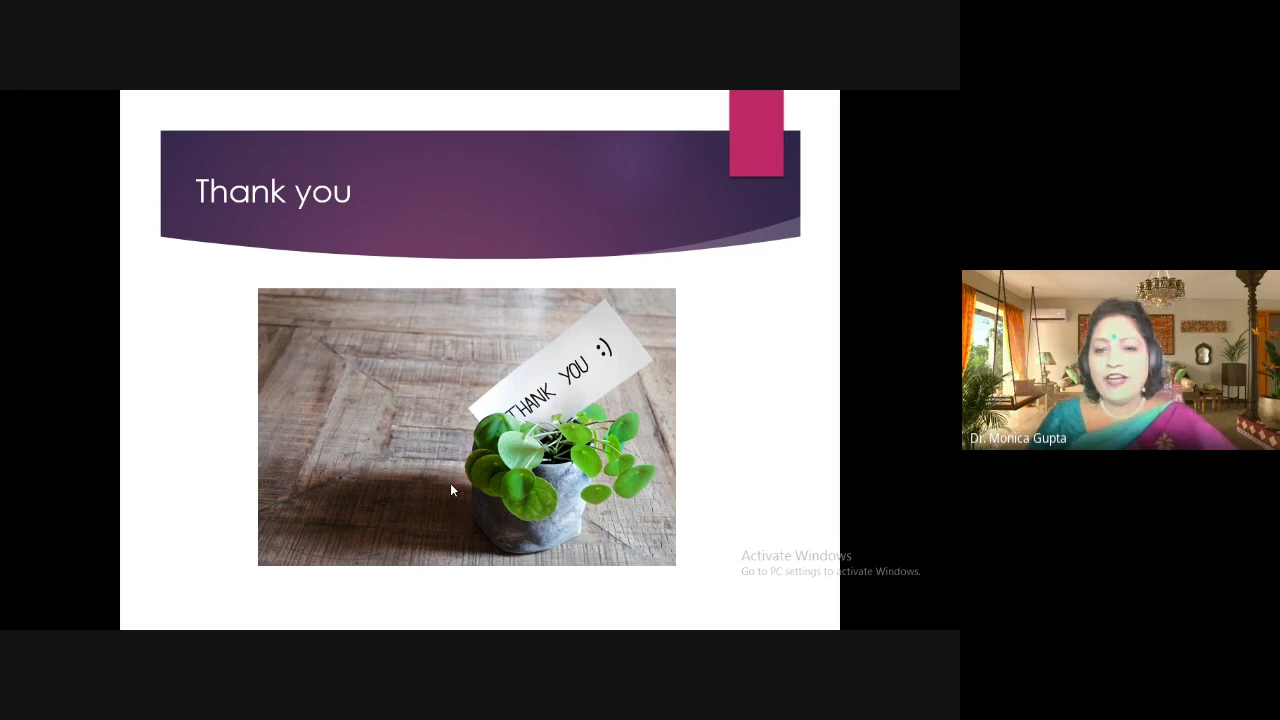 Thank you
THANK YOU :)
Dr. Monica Gupta
Activate Windows
Go to PC settings to activate Windows.